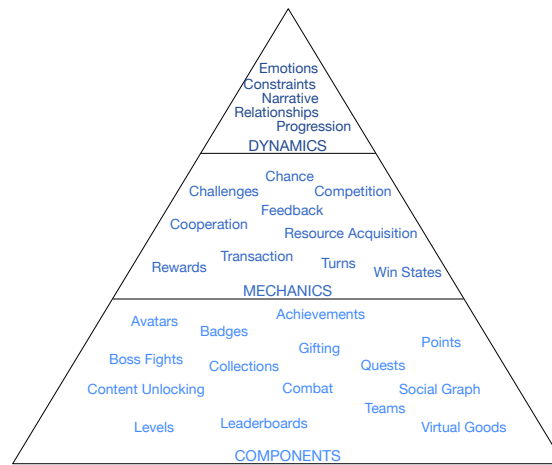 Emotions
Constraints
Narrative
Relationships
Progression
DYNAMICS
Chance
Challenges Competition
Feedback
Cooperation
Resource Acquisition
Transaction
Rewards Turns Win States
MECHANICS
Achievements
Avatars Badges
Gifting Points
Boss Fights Collections Quests
Content Unlocking Combat Social Graph
Teams
Levels Leaderboards Virtual Goods
COMPONENTS